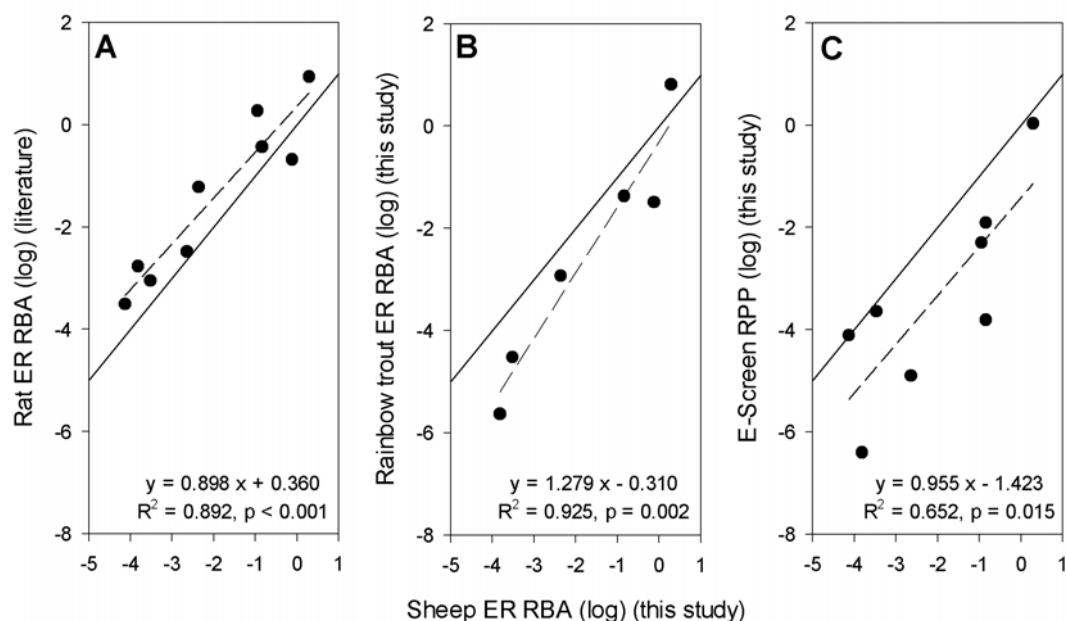 A
B
C
Rat ER RBA (log) (literature)
2
0
-2
-4
-6
-8
y = 0.898 x + 0.360
R² = 0.892, p < 0.001
-5 -4 -3 -2 -1 0 1
Rainbow trout ER RBA (log) (this study)
2
0
-2
-4
-6
-8
y = 1.279 x - 0.310
R² = 0.925, p = 0.002
-5 -4 -3 -2 -1 0 1
E-Screen RPP (log) (this study)
2
0
-2
-4
-6
-8
y = 0.955 x - 1.423
R² = 0.652, p = 0.015
-5 -4 -3 -2 -1 0 1
Sheep ER RBA (log) (this study)